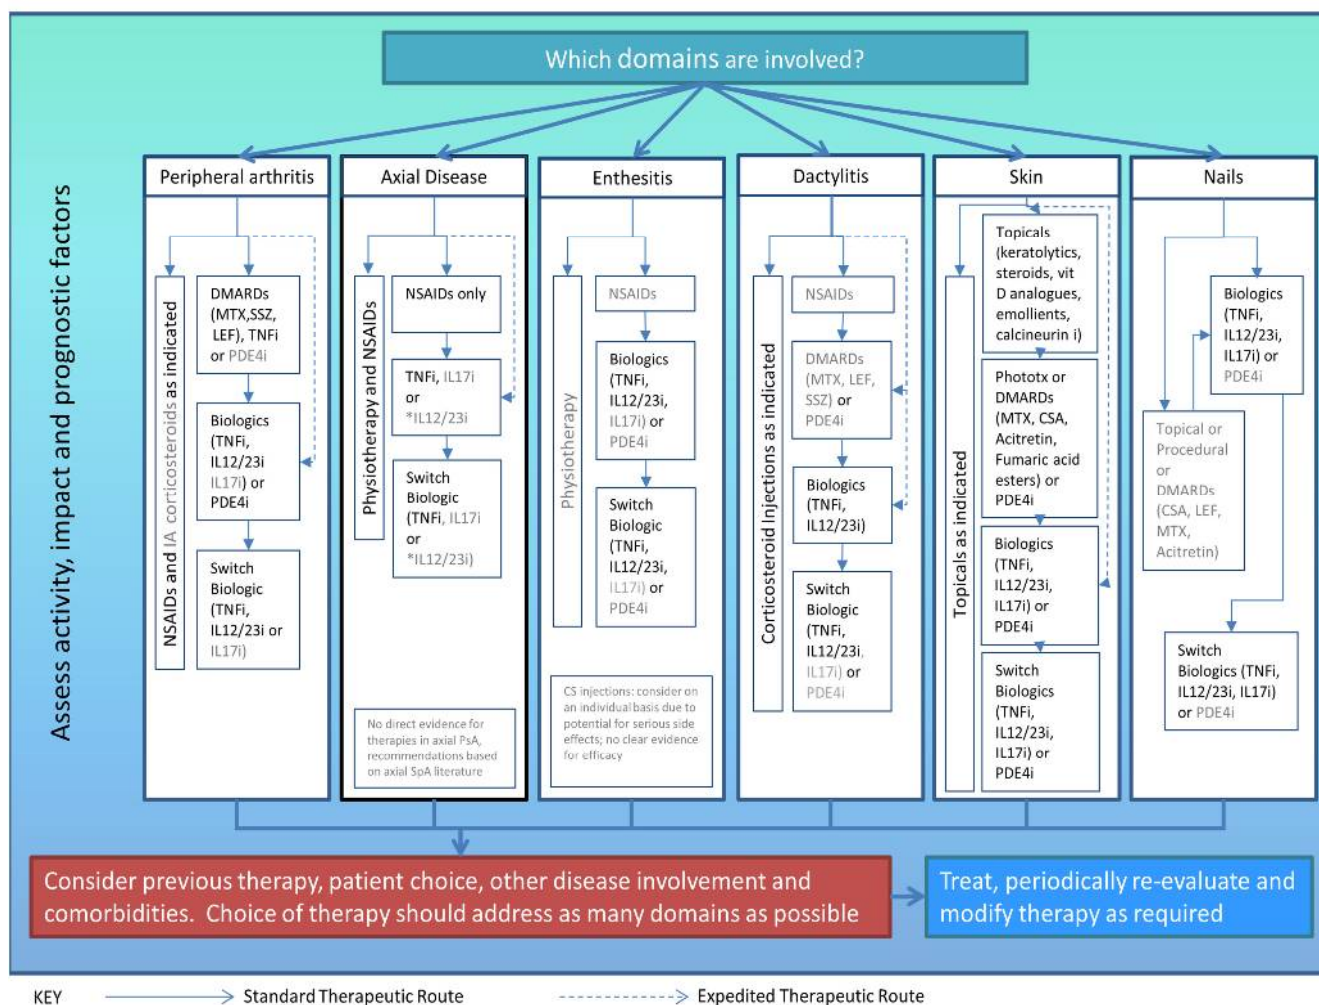 Which domains are involved?
Assess activity, impact and prognostic factors
Peripheral arthritis
NSAIDs and IA corticosteroids as indicated
DMARDs
(MTX,SSZ,
LEF), TNFi
or PDE4i
Biologics
(TNFi,
IL12/23i
IL17i) or
PDE4i
Switch
Biologic
(TNFi,
IL12/23i or
IL17i)
Axial Disease
Physiotherapy and NSAIDs
NSAIDs only
TNFi, IL17i
or
*IL12/23i
Switch
Biologic
(TNFi, IL17i
or
*IL12/23i)
No direct evidence for
therapies in axial PsA,
recommendations based
on axial SpA literature
Enthesitis
Physiotherapy
NSAIDs
Biologics
(TNFi,
IL12/23i,
IL17i) or
PDE4i
Switch
Biologic
(TNFi,
IL12/23i,
IL17i) or
PDE4i
CS injections: consider on
an individual basis due to
potential for serious side
effects; no clear evidence
for efficacy
Dactylitis
Corticosteroid Injections as indicated
NSAIDs
DMARDs
(MTX, LEF,
SSZ) or
PDE4i
Biologics
(TNFi,
IL12/23i)
Switch
Biologic
(TNFi,
IL12/23i,
IL17i) or
PDE4i
Skin
Topicals as indicated
Topicals
(keratolytics,
steroids, vit
D analogues,
emollients,
calcineurin i)
Phototx or
DMARDs
(MTX, CSA,
Acitretin,
Fumaric acid
esters) or
PDE4i
Biologics
(TNFi,
IL12/23i,
IL17i) or
PDE4i
Switch
Biologics
(TNFi,
IL12/23i,
IL17i) or
PDE4i
Nails
Biologics
(TNFi,
IL12/23i,
IL17i) or
PDE4i
Topical or
Procedural
or
DMARDs
(CSA, LEF,
MTX,
Acitretin)
Switch
Biologics (TNFi,
IL12/23i, IL17i)
or PDE4i
Consider previous therapy, patient choice, other disease involvement and
comorbidities. Choice of therapy should address as many domains as possible
Treat, periodically re-evaluate and
modify therapy as required
KEY Standard Therapeutic Route Expedited Therapeutic Route